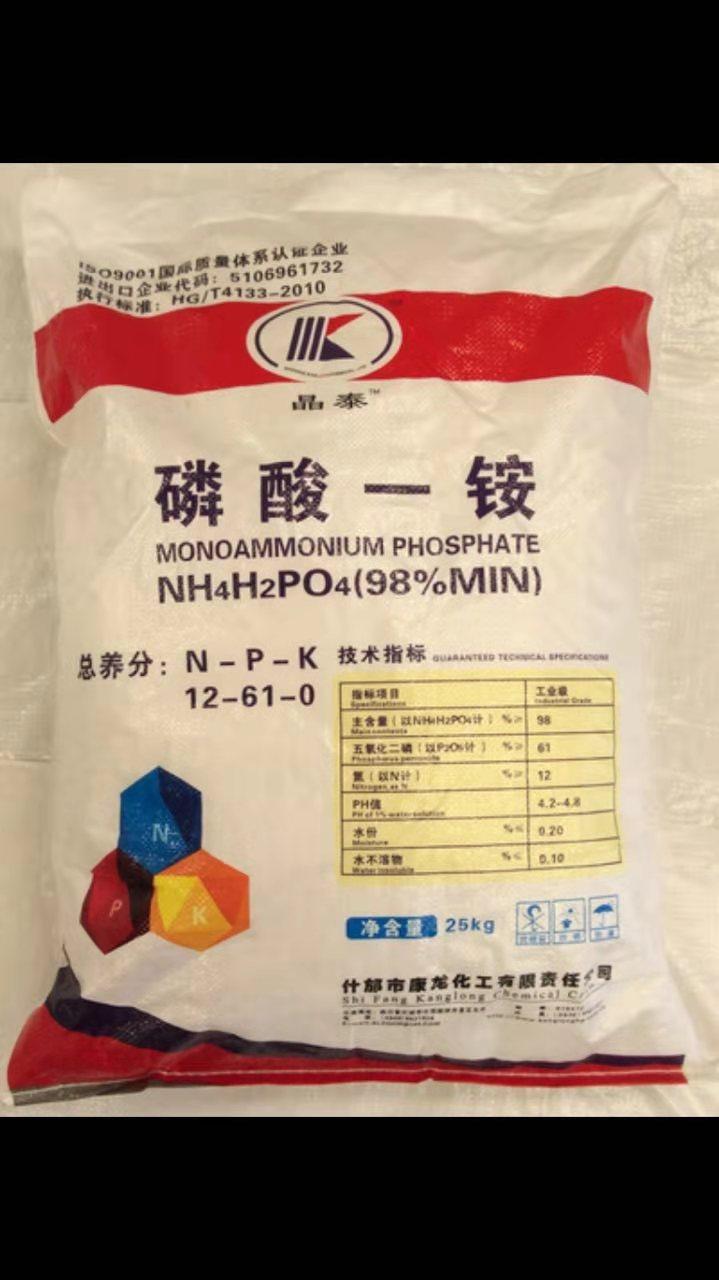 ISO9001国际质量体系认证企业
进出口企业代码：5106961732
执行标准：HG/T4133-2010
晶泰™
磷酸一铵
MONOAMMONIUM PHOSPHATE
NH4H2PO4(98%MIN)
总养分：N-P-K
12-61-0
技术指标 GUARANTEED TECHNICAL SPECIFICATIONS
指标项目 工业级
Specifications Industrial Grade
主含量（以NH4H2PO4计）%≥ 98
Main contents
五氧化二磷（以P2O5计）%≥ 61
Phosphorus pentoxide
氮（以N计）%≥ 12
Nitrogen, as N
PH值 4.2-4.8
PH of 1% water solution
水份 %≤ 0.20
Moisture
水不溶物 %≤ 0.10
Water insoluble
N
P
K
净含量 25kg
什邡市康龙化工有限责任公司
Shi Fang Kanglong Chemical